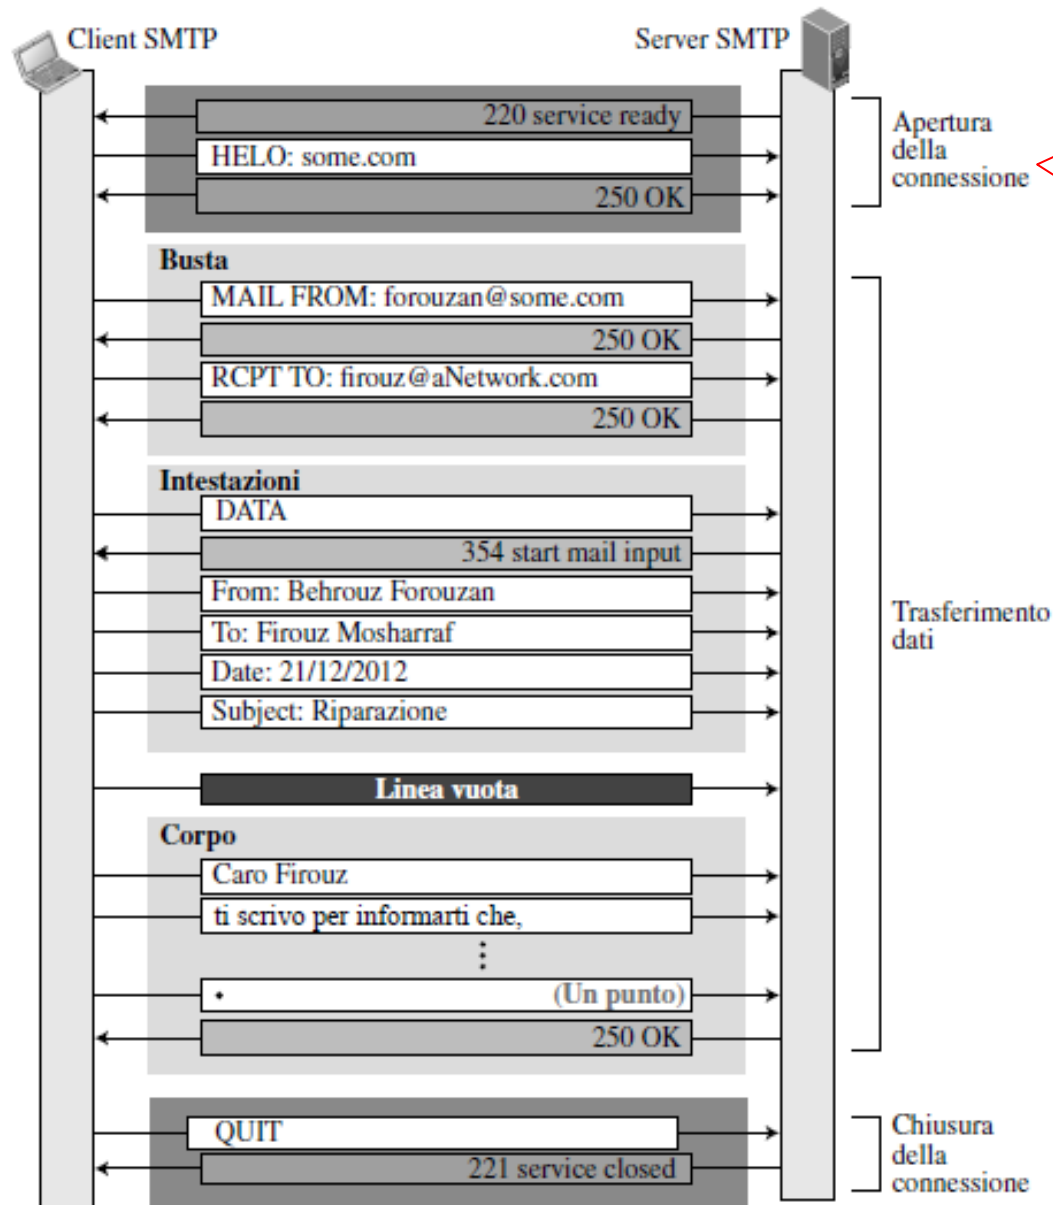 Client SMTP
Server SMTP
220 service ready
HELO: some.com
250 OK
Apertura
della
connessione
Busta
MAIL FROM: forouzan@some.com
250 OK
RCPT TO: firouz@aNetwork.com
250 OK
Intestazioni
DATA
354 start mail input
From: Behrouz Forouzan
To: Firouz Mosharraf
Date: 21/12/2012
Subject: Riparazione
Trasferimento
dati
Linea vuota
Corpo
Caro Firouz
ti scrivo per informarti che,
• (Un punto)
250 OK
QUIT
221 service closed
Chiusura
della
connessione